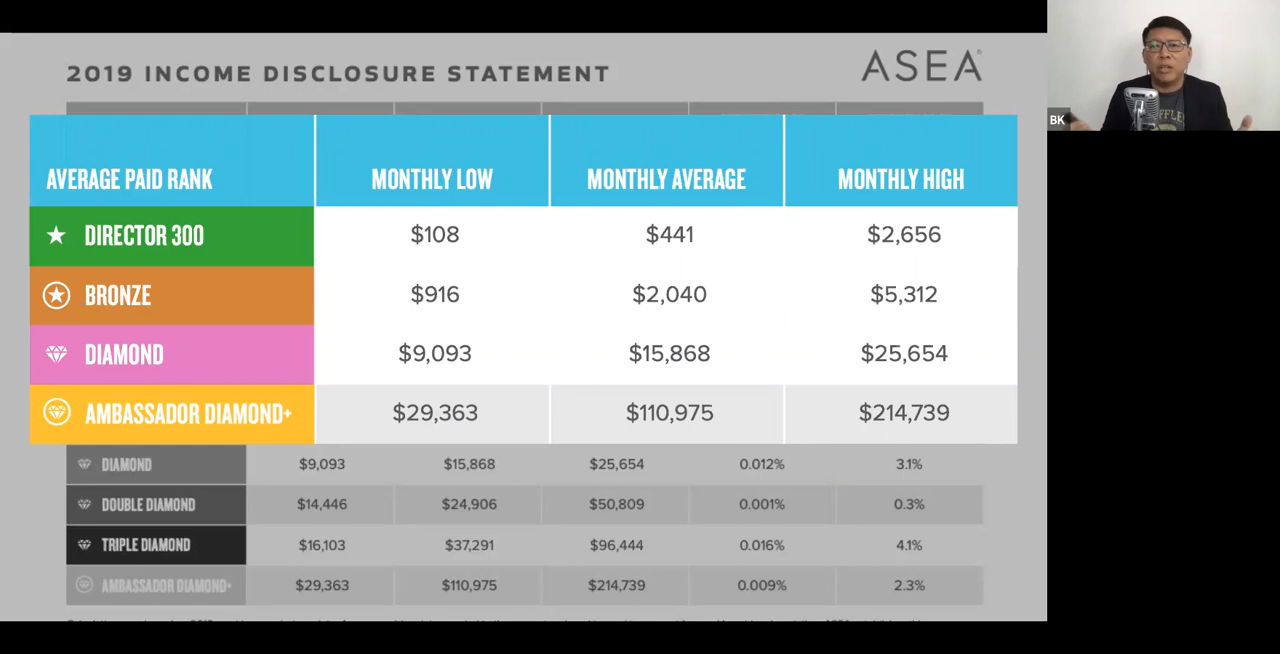 2019 INCOME DISCLOSURE STATEMENT
ASEA®
AVERAGE PAID RANK MONTHLY LOW MONTHLY AVERAGE MONTHLY HIGH
DIRECTOR 300 $108 $441 $2,656
BRONZE $916 $2,040 $5,312
DIAMOND $9,093 $15,868 $25,654
AMBASSADOR DIAMOND+ $29,363 $110,975 $214,739
DIAMOND $9,093 $15,868 $25,654 0.012% 3.1%
DOUBLE DIAMOND $14,446 $24,906 $50,809 0.001% 0.3%
TRIPLE DIAMOND $16,103 $37,291 $96,444 0.016% 4.1%
AMBASSADOR DIAMOND+ $29,363 $110,975 $214,739 0.009% 2.3%
BK